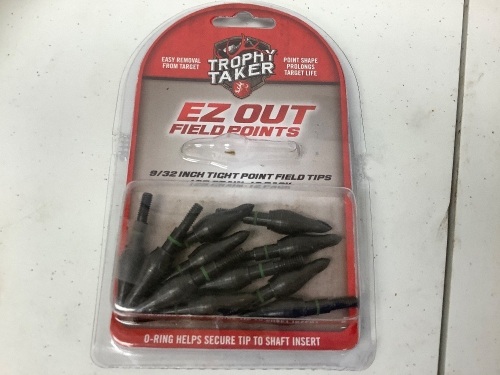 EASY REMOVAL
FROM TARGET
TROPHY
TAKER
POINT SHAPE
PROLONGS
TARGET LIFE
EZ OUT
FIELD POINTS
9/32 INCH TIGHT POINT FIELD TIPS
O-RING HELPS SECURE TIP TO SHAFT INSERT